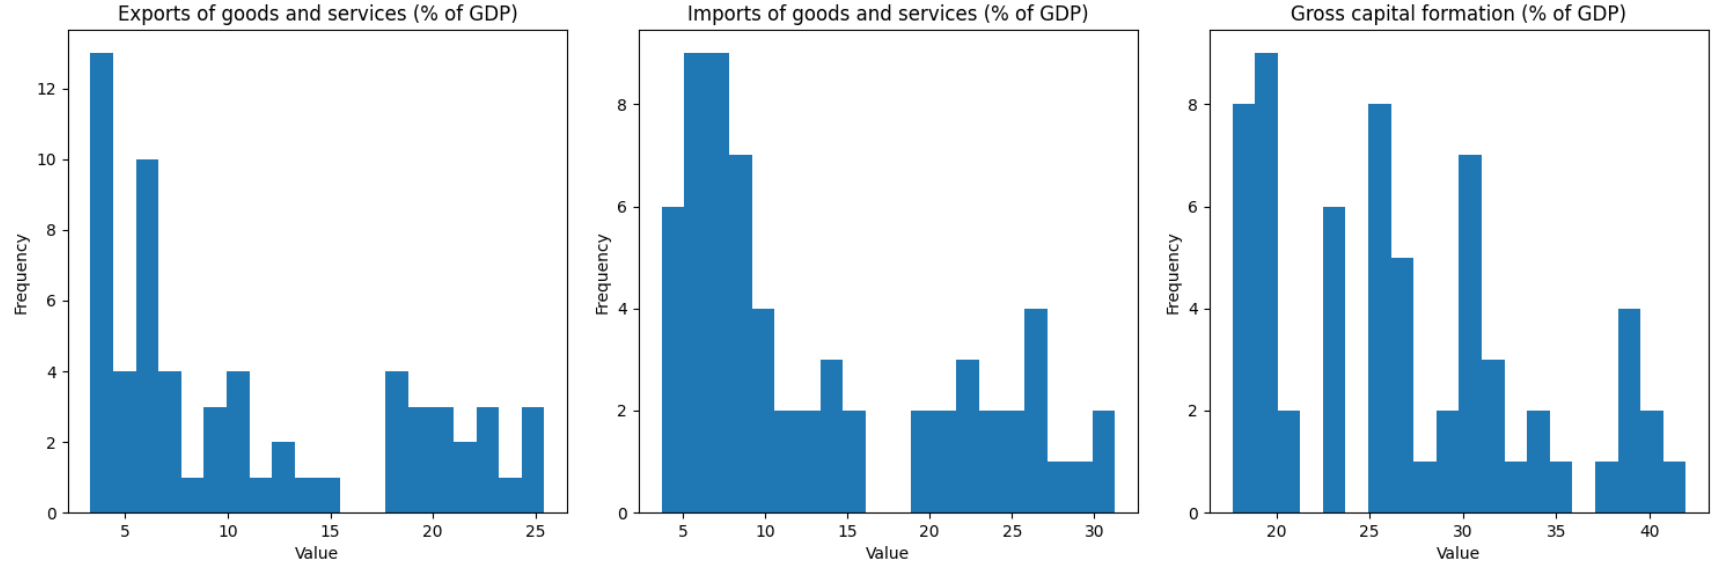 Exports of goods and services (% of GDP)
Frequency
12
10
8
6
4
2
0
5 10 15 20 25
Value
Imports of goods and services (% of GDP)
Frequency
8
6
4
2
0
5 10 15 20 25 30
Value
Gross capital formation (% of GDP)
Frequency
8
6
4
2
0
20 25 30 35 40
Value